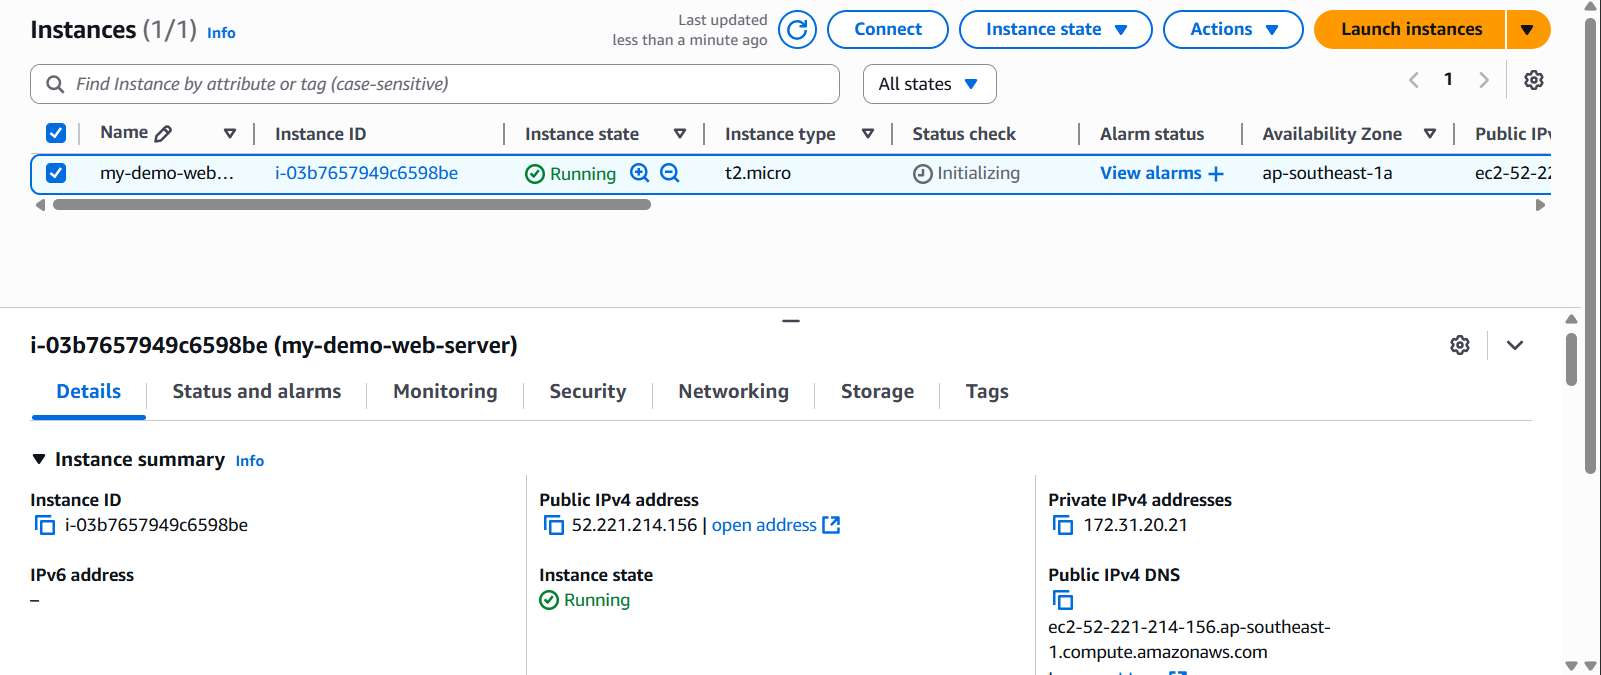 Instances (1/1) Info
Last updated
less than a minute ago
Connect
Instance state
Actions
Launch instances
Find Instance by attribute or tag (case-sensitive)
All states
1
Name Instance ID Instance state Instance type Status check Alarm status Availability Zone Public IPv
my-demo-web... i-03b7657949c6598be Running t2.micro Initializing View alarms + ap-southeast-1a ec2-52-22
i-03b7657949c6598be (my-demo-web-server)
Details Status and alarms Monitoring Security Networking Storage Tags
Instance summary Info
Instance ID
i-03b7657949c6598be
Public IPv4 address
52.221.214.156 | open address
Private IPv4 addresses
172.31.20.21
IPv6 address
–
Instance state
Running
Public IPv4 DNS
ec2-52-221-214-156.ap-southeast-
1.compute.amazonaws.com